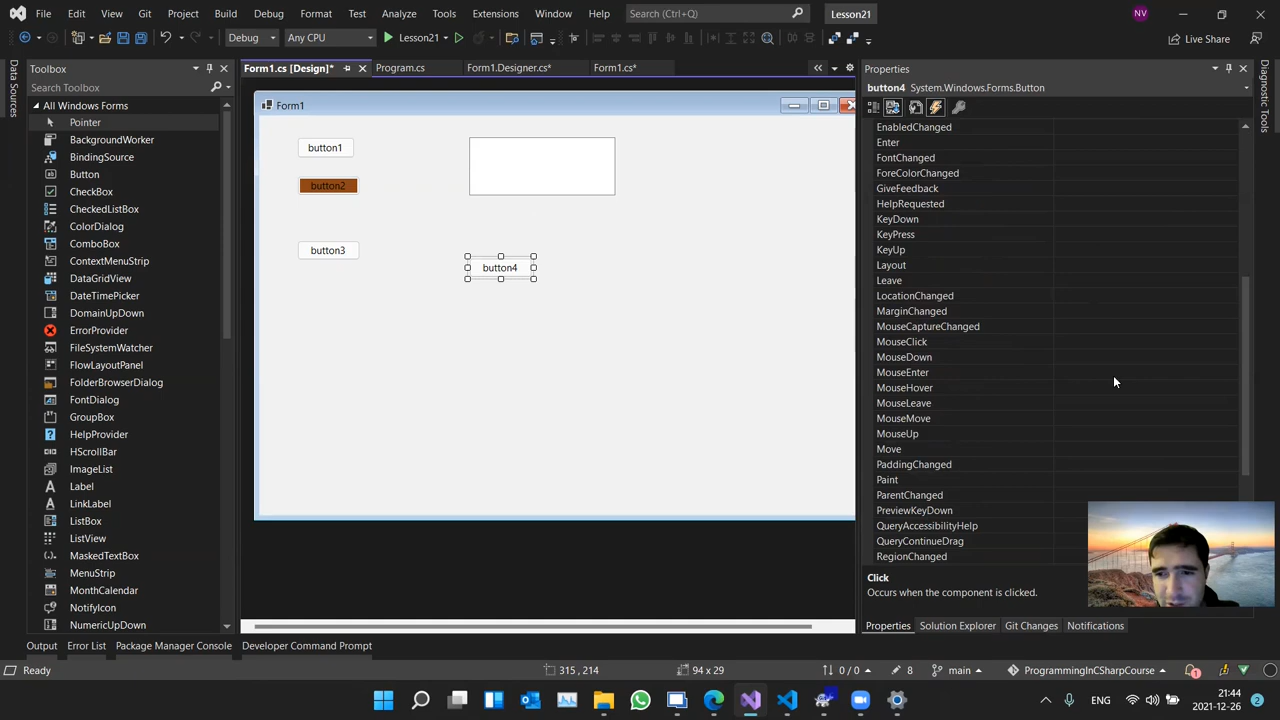 File Edit View Git Project Build Debug Format Test Analyze Tools Extensions Window Help Search (Ctrl+Q) Lesson21 NV
Debug Any CPU Lesson21 Live Share
Data Sources
Toolbox
Search Toolbox
All Windows Forms
Pointer
BackgroundWorker
BindingSource
Button
CheckBox
CheckedListBox
ColorDialog
ComboBox
ContextMenuStrip
DataGridView
DateTimePicker
DomainUpDown
ErrorProvider
FileSystemWatcher
FlowLayoutPanel
FolderBrowserDialog
FontDialog
GroupBox
HelpProvider
HScrollBar
ImageList
Label
LinkLabel
ListBox
ListView
MaskedTextBox
MenuStrip
MonthCalendar
NotifyIcon
NumericUpDown
Form1.cs [Design]* Program.cs Form1.Designer.cs* Form1.cs*
Form1
button1
button2
button3
button4
Properties
button4 System.Windows.Forms.Button
EnabledChanged
Enter
FontChanged
ForeColorChanged
GiveFeedback
HelpRequested
KeyDown
KeyPress
KeyUp
Layout
Leave
LocationChanged
MarginChanged
MouseCaptureChanged
MouseClick
MouseDown
MouseEnter
MouseHover
MouseLeave
MouseMove
MouseUp
Move
PaddingChanged
Paint
ParentChanged
PreviewKeyDown
QueryAccessibilityHelp
QueryContinueDrag
RegionChanged
Click
Occurs when the component is clicked.
Properties Solution Explorer Git Changes Notifications
Diagnostic Tools
Output Error List Package Manager Console Developer Command Prompt
Ready 315, 214 94 x 29 0 / 0 8 main ProgrammingInCSharpCourse 1
ENG 21:44
2021-12-26 2